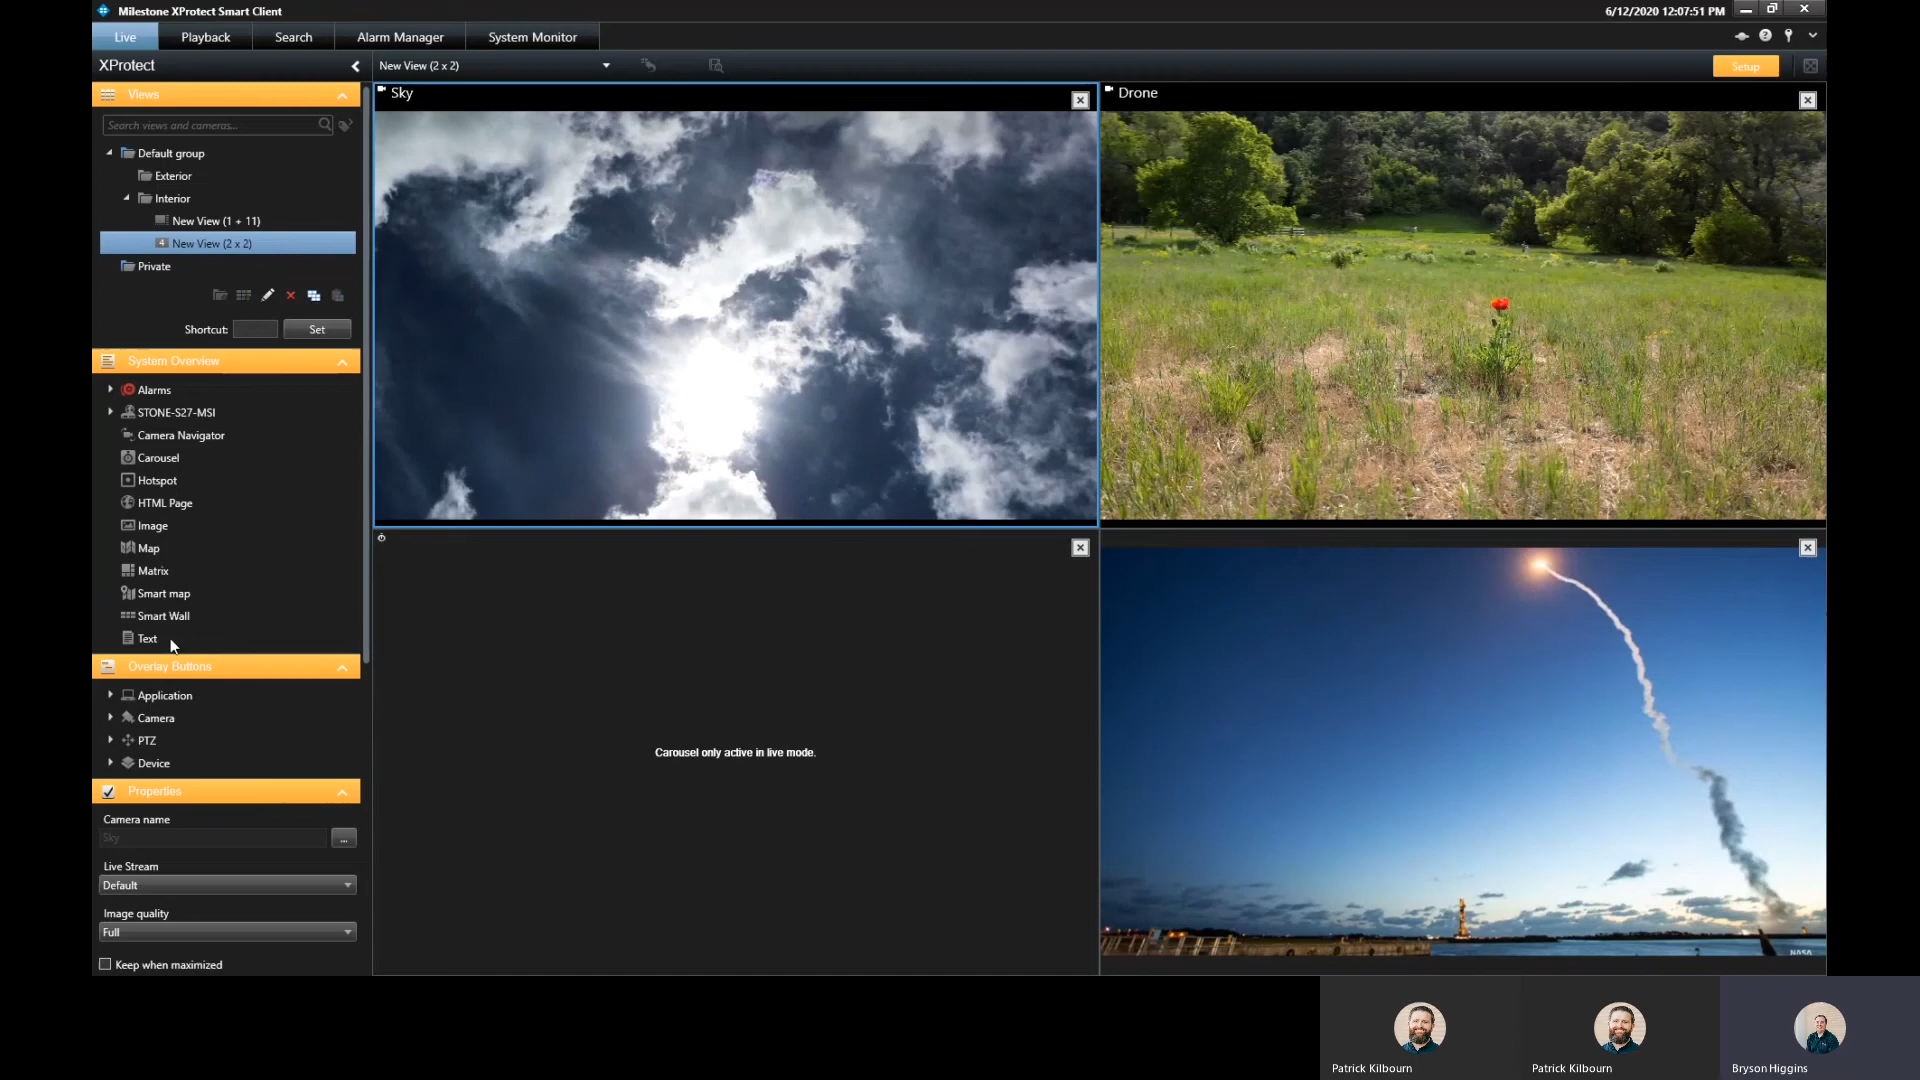 Milestone XProtect Smart Client
6/12/2020 12:07:51 PM
Live
Playback
Search
Alarm Manager
System Monitor
XProtect
New View (2 x 2)
Setup
Views
Search views and cameras...
Default group
Exterior
Interior
New View (1 + 11)
4 New View (2 x 2)
Private
Shortcut:
Set
System Overview
Alarms
STONE-S27-MSI
Camera Navigator
Carousel
Hotspot
HTML Page
Image
Map
Matrix
Smart map
Smart Wall
Text
Overlay Buttons
Application
Camera
PTZ
Device
Properties
Camera name
Sky
...
Live Stream
Default
Image quality
Full
Keep when maximized
Sky
Drone
Carousel only active in live mode.
NASA
Patrick Kilbourn
Patrick Kilbourn
Bryson Higgins